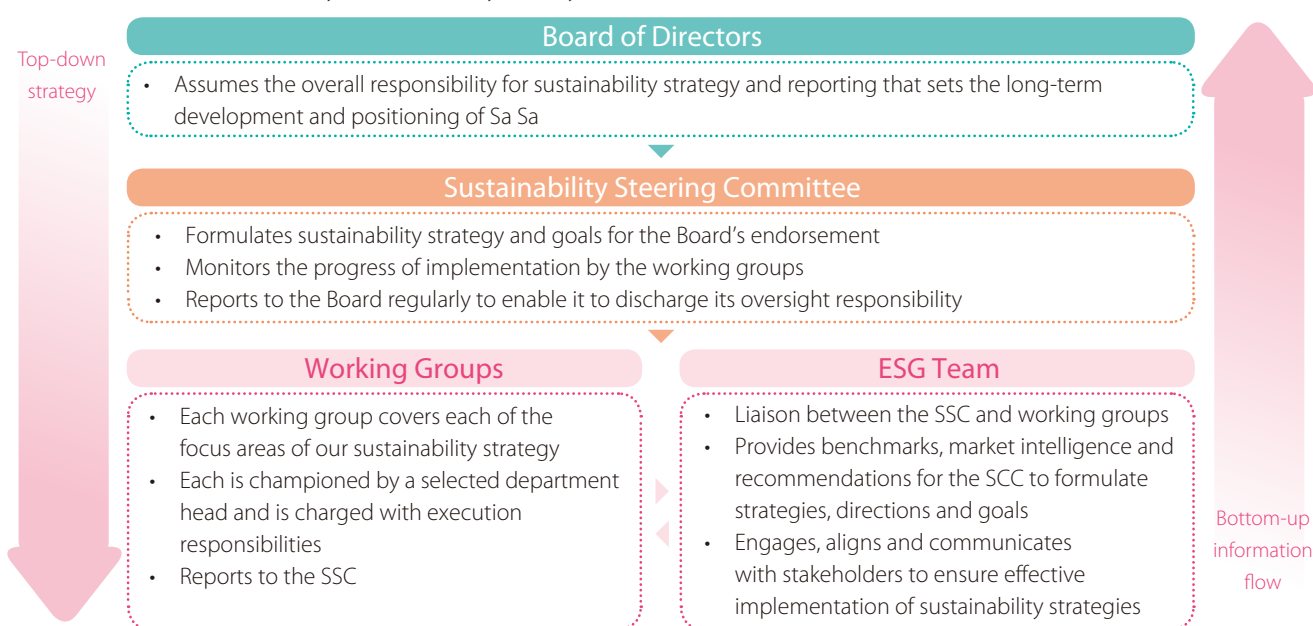 Board of Directors
Top-down
strategy
• Assumes the overall responsibility for sustainability strategy and reporting that sets the long-term
development and positioning of Sa Sa
Sustainability Steering Committee
• Formulates sustainability strategy and goals for the Board’s endorsement
• Monitors the progress of implementation by the working groups
• Reports to the Board regularly to enable it to discharge its oversight responsibility
Working Groups
• Each working group covers each of the
focus areas of our sustainability strategy
• Each is championed by a selected department
head and is charged with execution
responsibilities
• Reports to the SSC
ESG Team
• Liaison between the SSC and working groups
• Provides benchmarks, market intelligence and
recommendations for the SCC to formulate
strategies, directions and goals
• Engages, aligns and communicates
with stakeholders to ensure effective
implementation of sustainability strategies
Bottom-up
information
flow